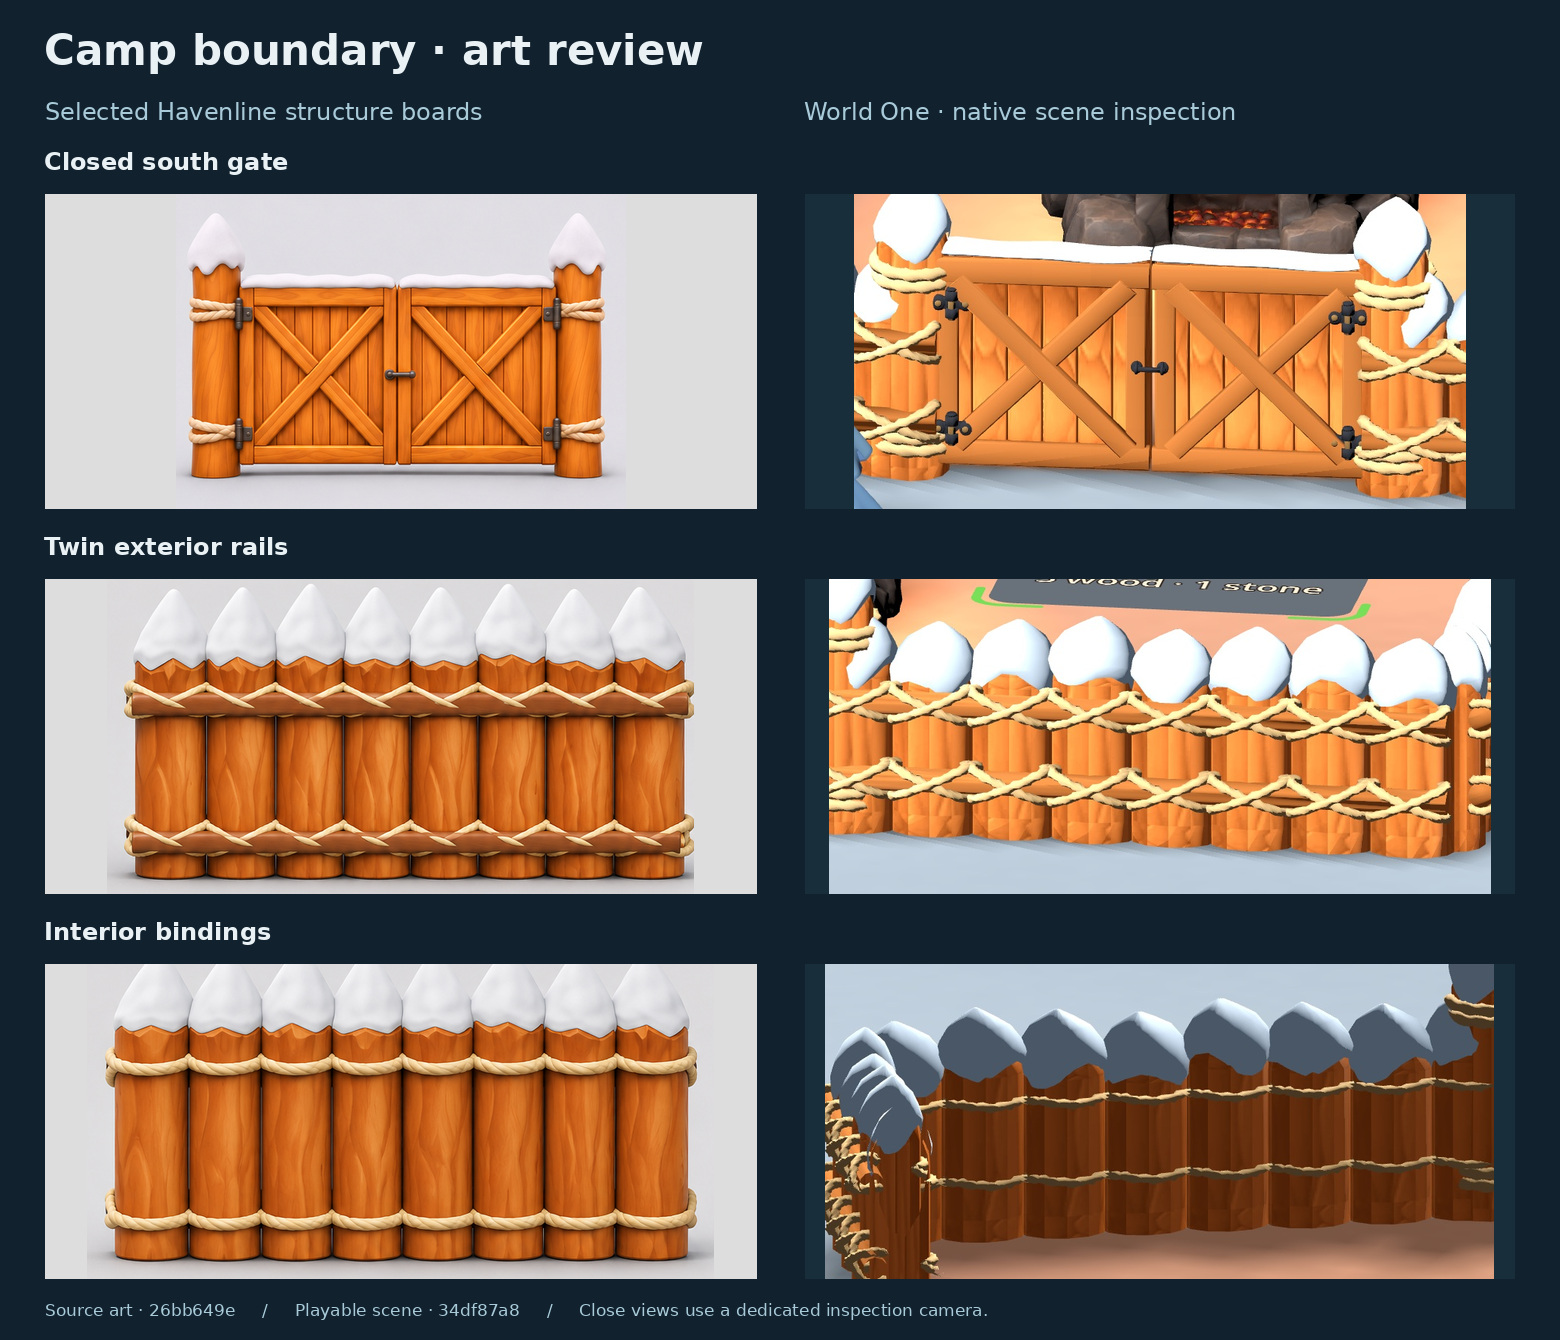 Camp boundary · art review
Selected Havenline structure boards
World One · native scene inspection
Closed south gate
Twin exterior rails
wood · 1 stone
Interior bindings
Source art · 26bb649e / Playable scene · 34df87a8 / Close views use a dedicated inspection camera.